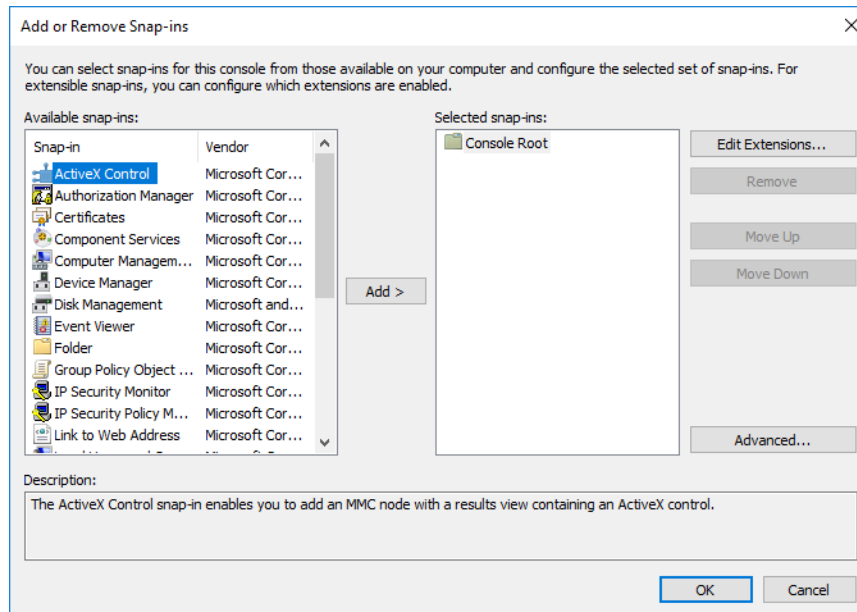 Add or Remove Snap-ins
You can select snap-ins for this console from those available on your computer and configure the selected set of snap-ins. For
extensible snap-ins, you can configure which extensions are enabled.
Available snap-ins:
Snap-in Vendor
ActiveX Control Microsoft Cor...
Authorization Manager Microsoft Cor...
Certificates Microsoft Cor...
Component Services Microsoft Cor...
Computer Managem... Microsoft Cor...
Device Manager Microsoft Cor...
Disk Management Microsoft and...
Event Viewer Microsoft Cor...
Folder Microsoft Cor...
Group Policy Object ... Microsoft Cor...
IP Security Monitor Microsoft Cor...
IP Security Policy M... Microsoft Cor...
Link to Web Address Microsoft Cor...
Add >
Selected snap-ins:
Console Root
Edit Extensions...
Remove
Move Up
Move Down
Advanced...
Description:
The ActiveX Control snap-in enables you to add an MMC node with a results view containing an ActiveX control.
OK
Cancel